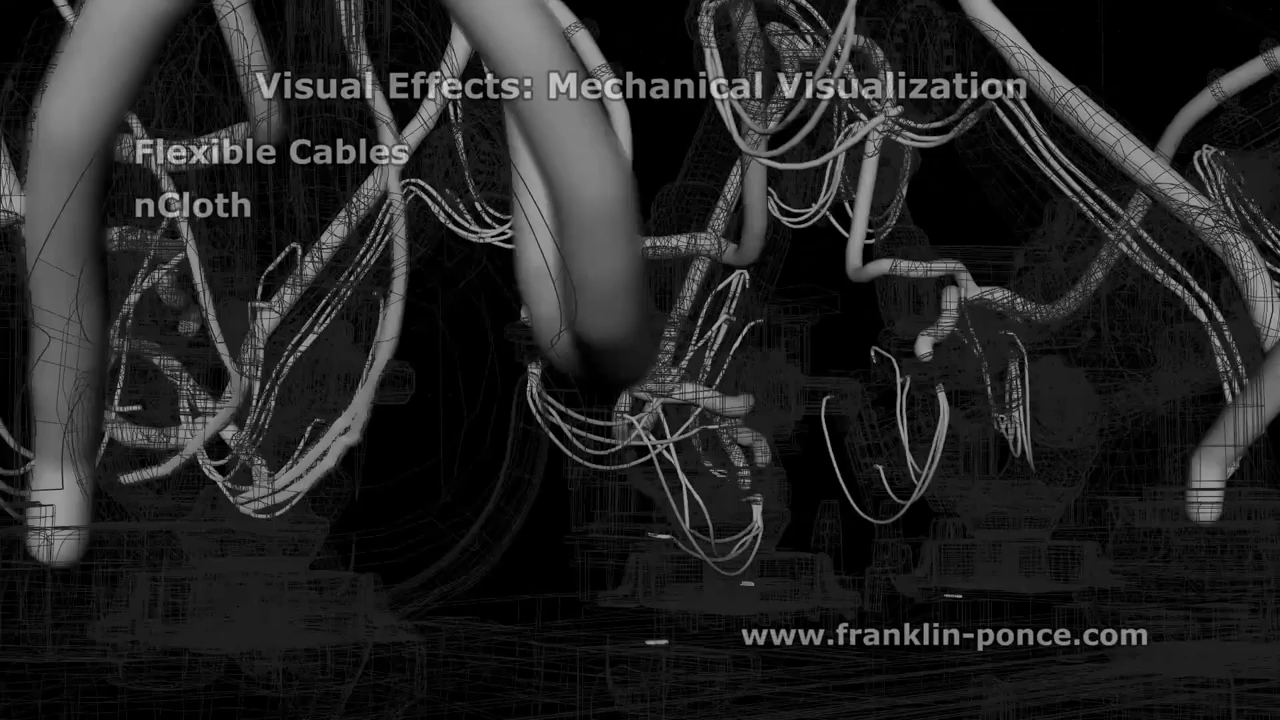 Visual Effects: Mechanical Visualization
Flexible Cables
nCloth
www.franklin-ponce.com